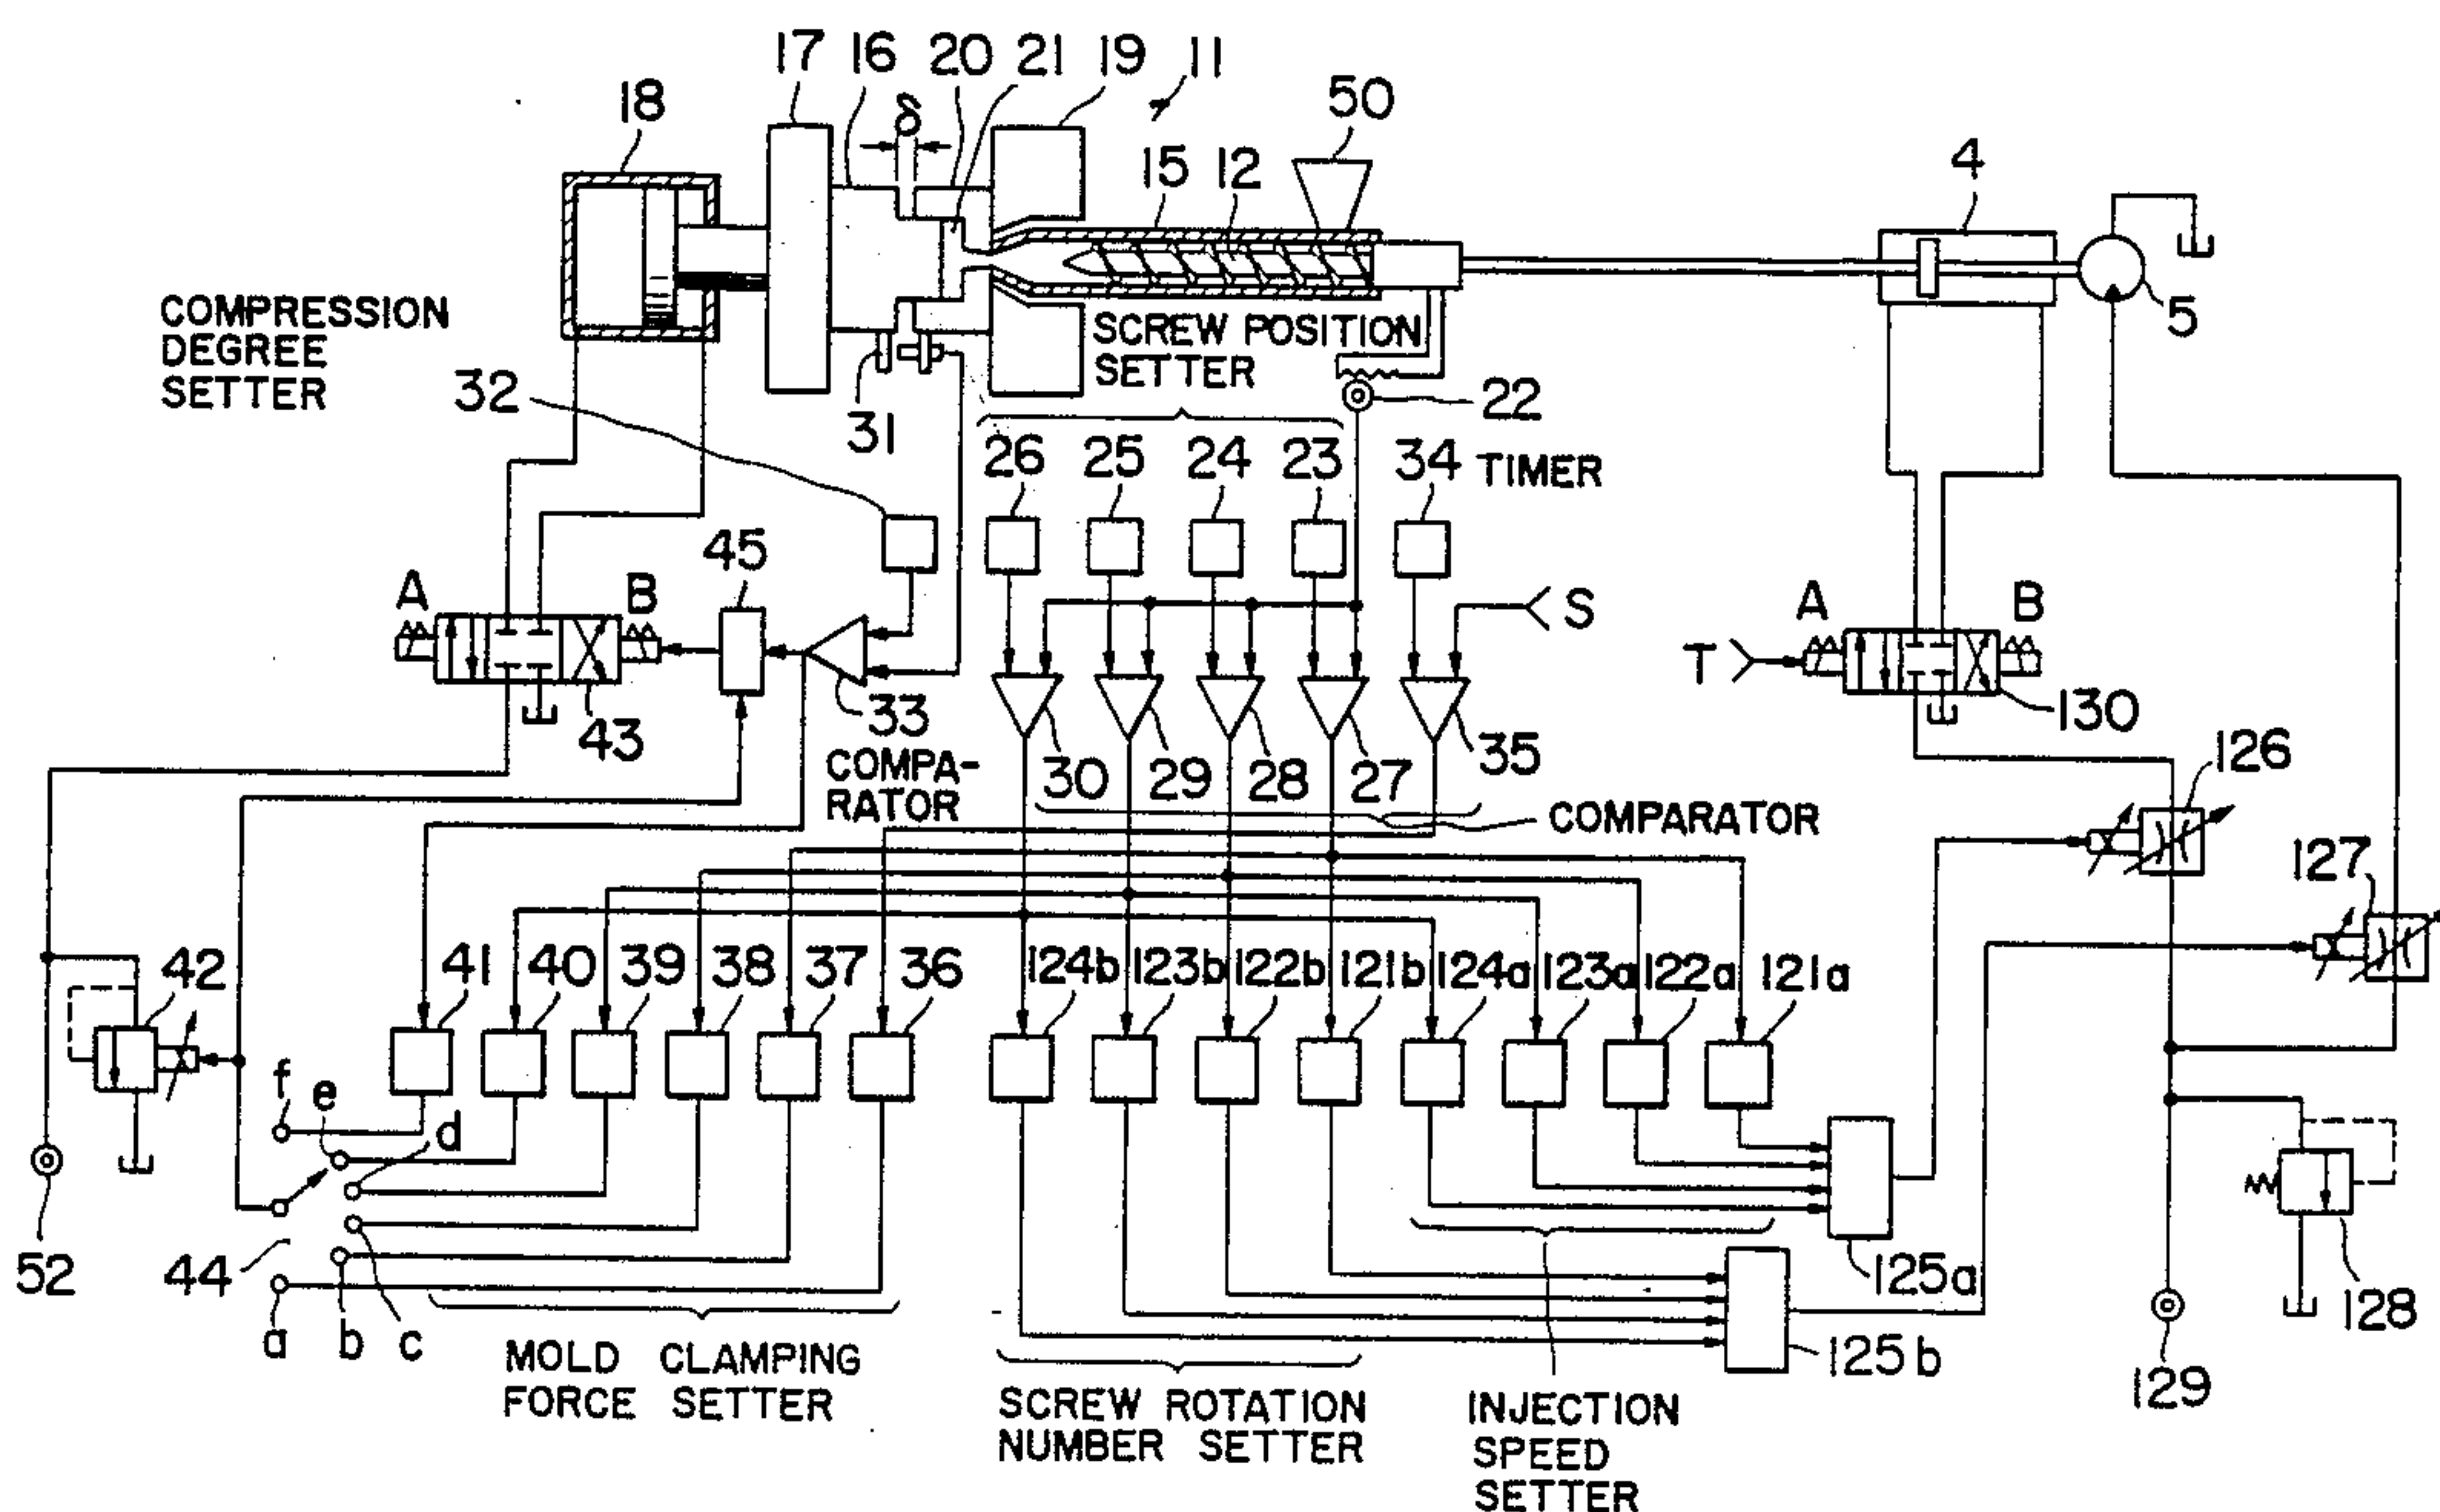 17 16 20 21 19 11
18 δ 50
15 12 4
COMPRESSION
DEGREE
SETTER
SCREW POSITION
SETTER
5
32 31 22
26 25 24 23 34 TIMER
45
A B S A B
T
43 33 130
COMPA-
RATOR
30 29 28 27 35 126
COMPARATOR
127
42 41 40 39 38 37 36 124b 123b 122b 121b 124a 123a 122a 121a
f e d
52 44 125a
a b c 128
MOLD CLAMPING
FORCE SETTER
125b
129
SCREW ROTATION
NUMBER SETTER
INJECTION
SPEED
SETTER